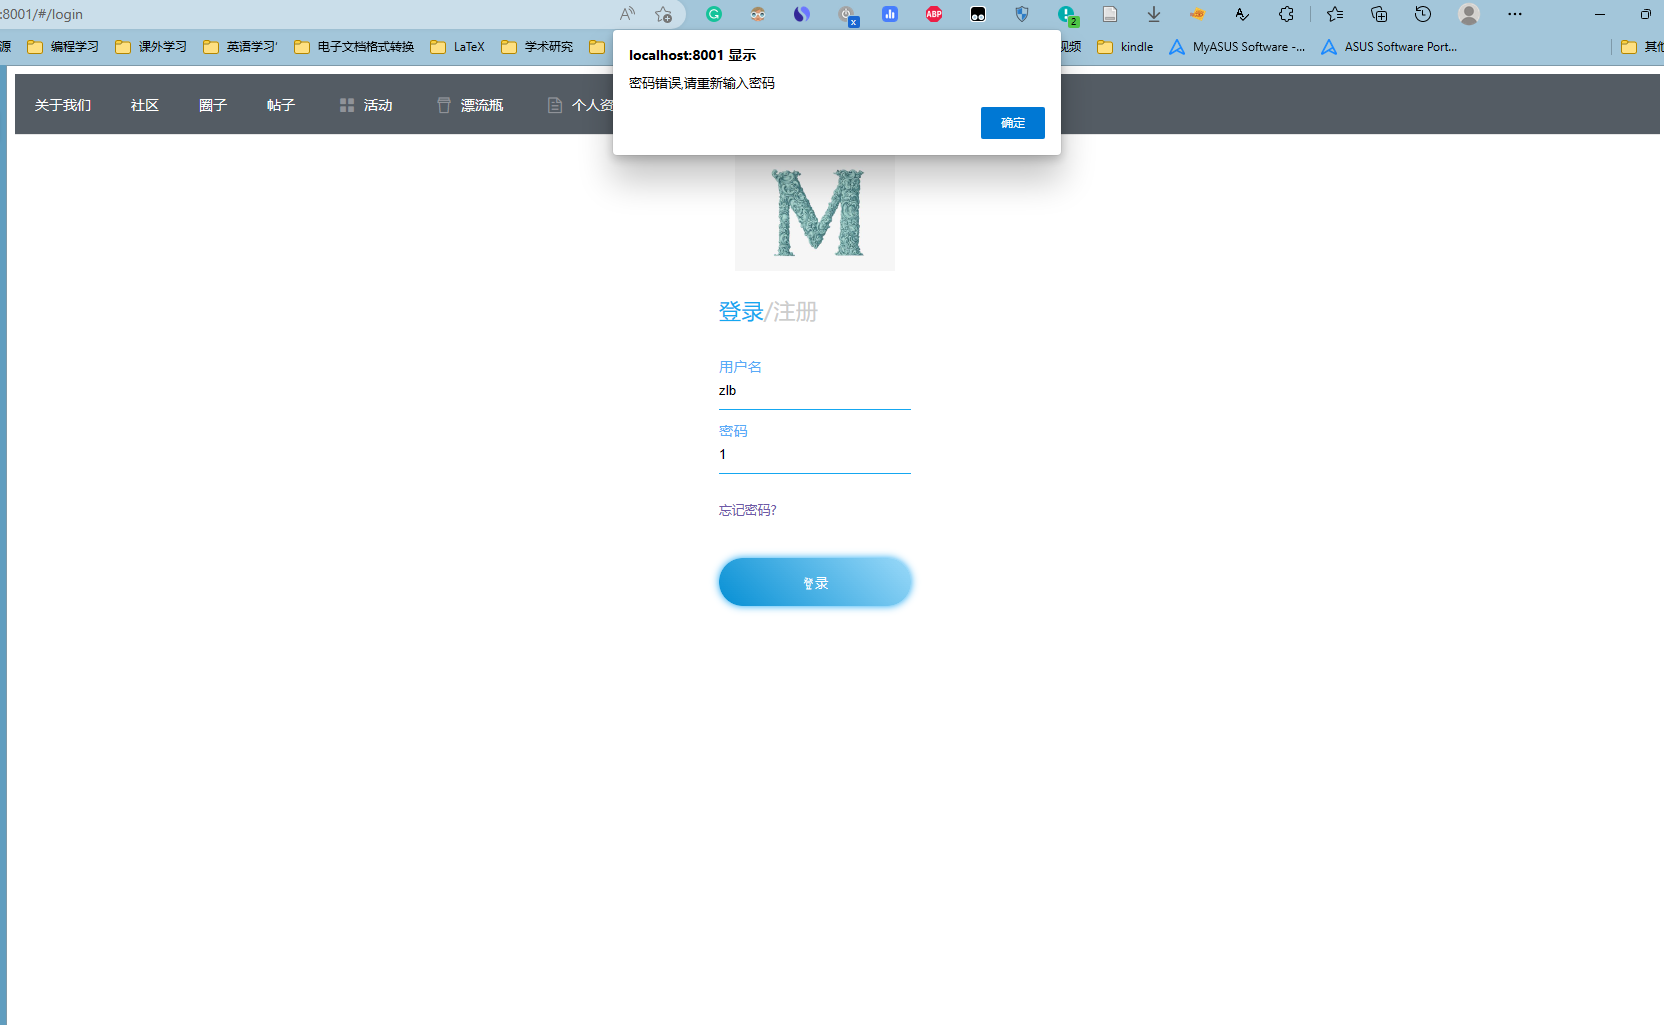 :8001/#/login
源 编程学习 课外学习 英语学习' 电子文档格式转换 LaTeX 学术研究 视频 kindle MyASUS Software -... ASUS Software Port... 其他
localhost:8001 显示
密码错误,请重新输入密码
确定
关于我们 社区 圈子 帖子 活动 漂流瓶 个人资
M
登录/注册
用户名
zlb
密码
1
忘记密码?
登录